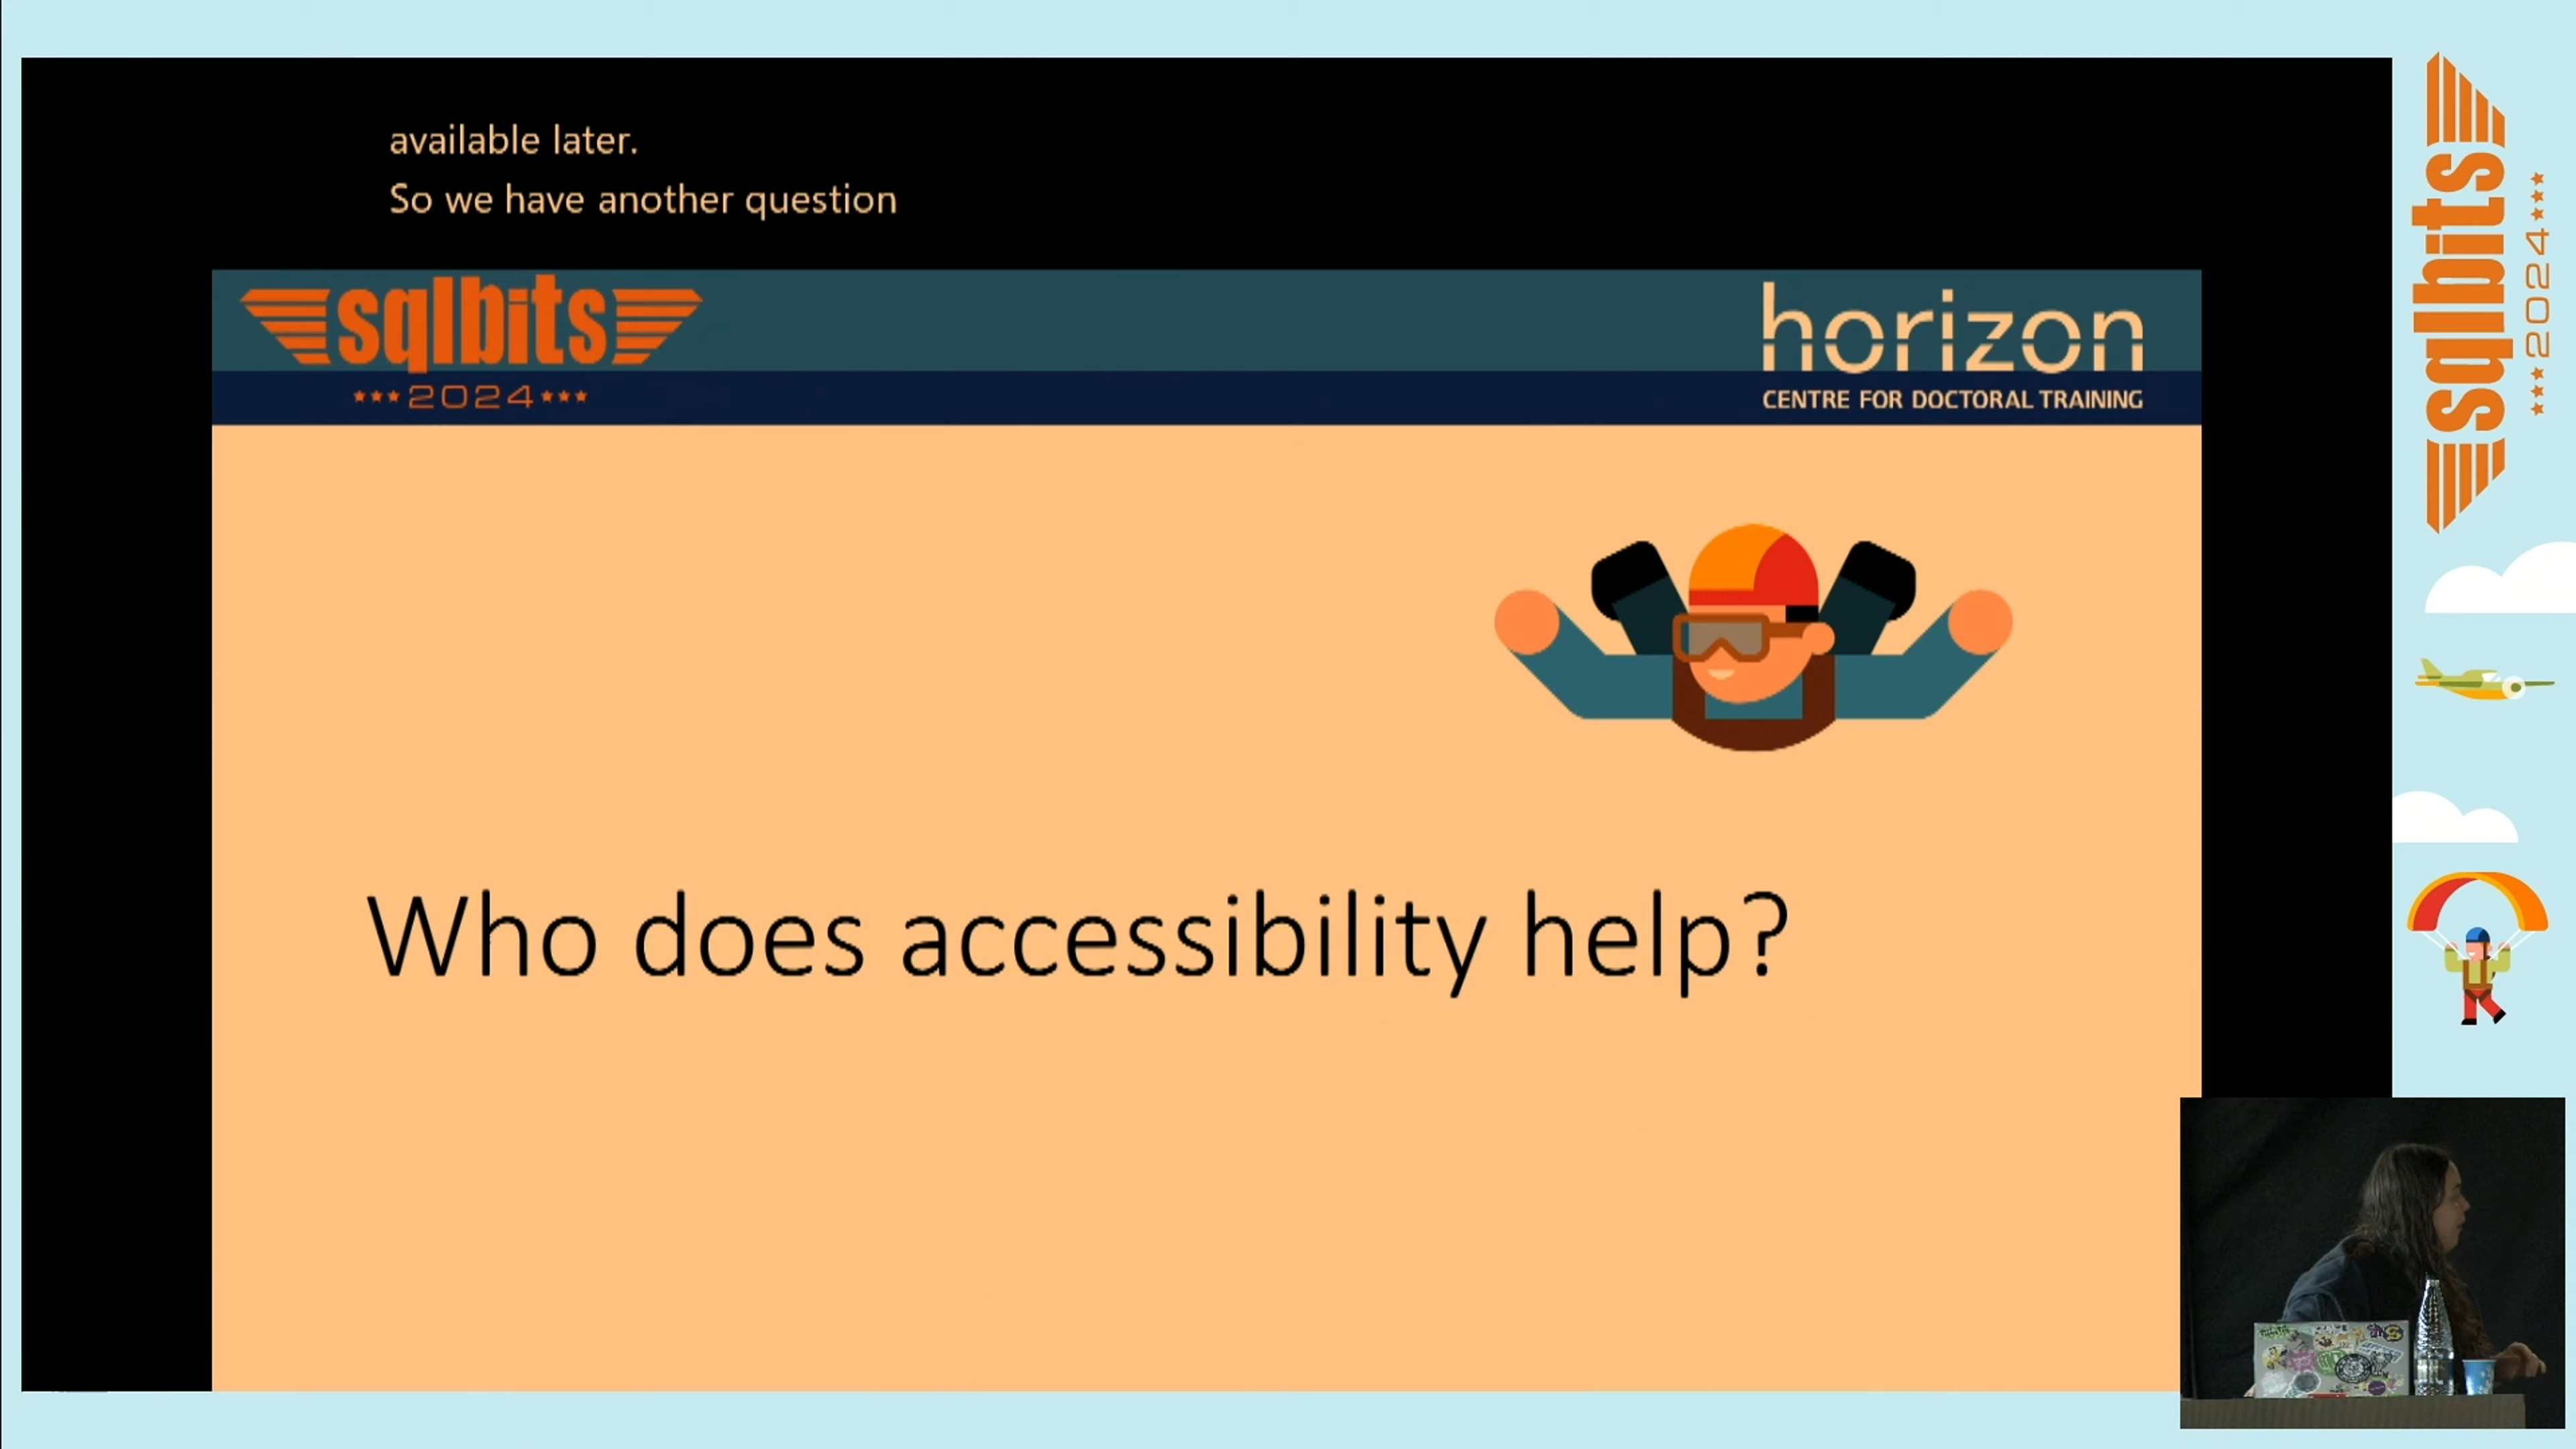 available later.
So we have another question
sqlbits
2024
horizon
CENTRE FOR DOCTORAL TRAINING
Who does accessibility help?
sqlbits
2024